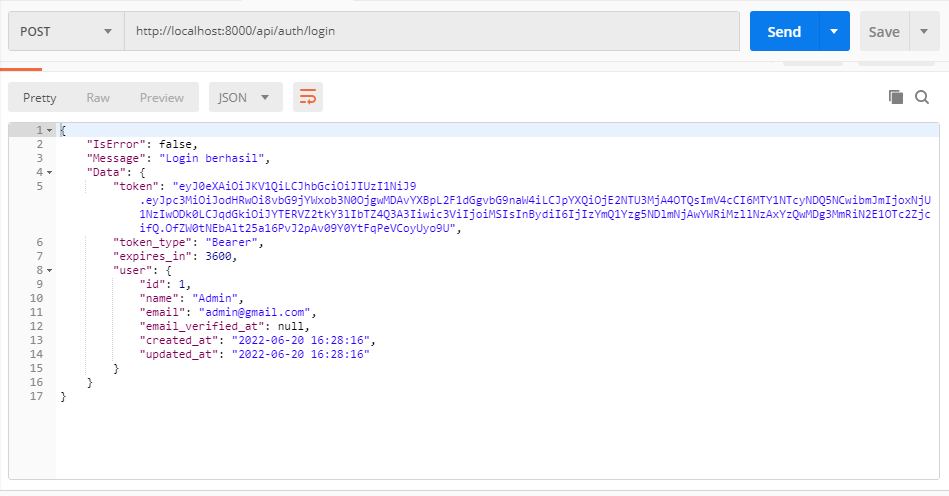 POST
http://localhost:8000/api/auth/login
Send
Save
Pretty
Raw
Preview
JSON
1 {
2 "IsError": false,
3 "Message": "Login berhasil",
4 "Data": {
5 "token": "eyJ0eXAiOiJKV1QiLCJhbGciOiJIUzI1NiJ9
.eyJpc3MiOiJodHRwOi8vbG9jYWxob3N0OjgwMDAvYXBpL2F1dGgvbG9naW4iLCJpYXQiOjE2NTU3MjA4OTQsImV4cCI6MTY1NTcyNDQ5NCwibmJmIjoxNjU
1NzIwODk0LCJqdGkiOiJYTERVZ2tkY3lIbTZ4Q3A3Iiwic3ViIjoiMSIsInBydiI6IjIzYmQ1Yzg5NDlmNjAwYWRiMzllNzAxYzQwMDg3MmRiN2E1OTc2Zjc
ifQ.OfZW0tNEbAlt25a16PvJ2pAv09Y0YtFqPeVCoyUyo9U",
6 "token_type": "Bearer",
7 "expires_in": 3600,
8 "user": {
9 "id": 1,
10 "name": "Admin",
11 "email": "admin@gmail.com",
12 "email_verified_at": null,
13 "created_at": "2022-06-20 16:28:16",
14 "updated_at": "2022-06-20 16:28:16"
15 }
16 }
17 }